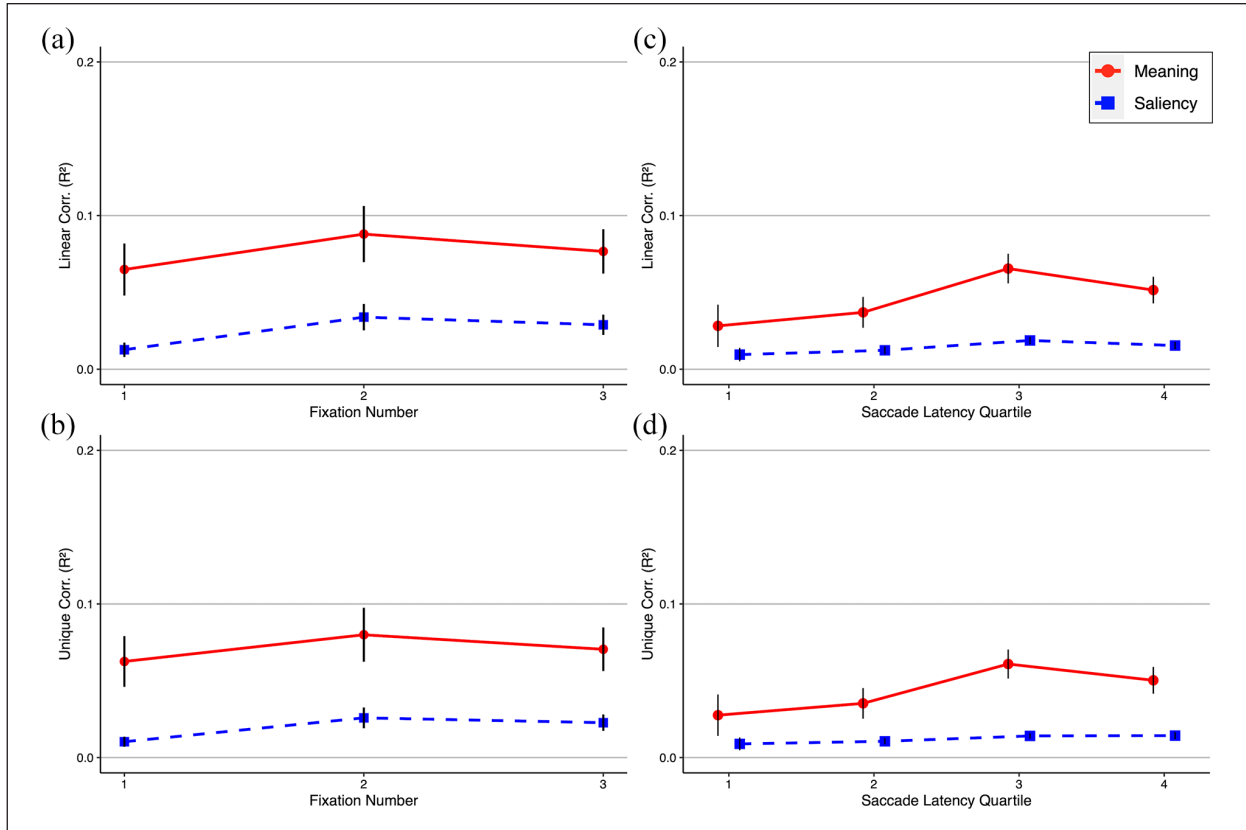 (a)
0.2
0.1
0.0
Linear Corr. (R²)
1 2 3
Fixation Number
(c)
0.2
0.1
0.0
Linear Corr. (R²)
1 2 3 4
Saccade Latency Quartile
Meaning
Saliency
(b)
0.2
0.1
0.0
Unique Corr. (R²)
1 2 3
Fixation Number
(d)
0.2
0.1
0.0
Unique Corr. (R²)
1 2 3 4
Saccade Latency Quartile